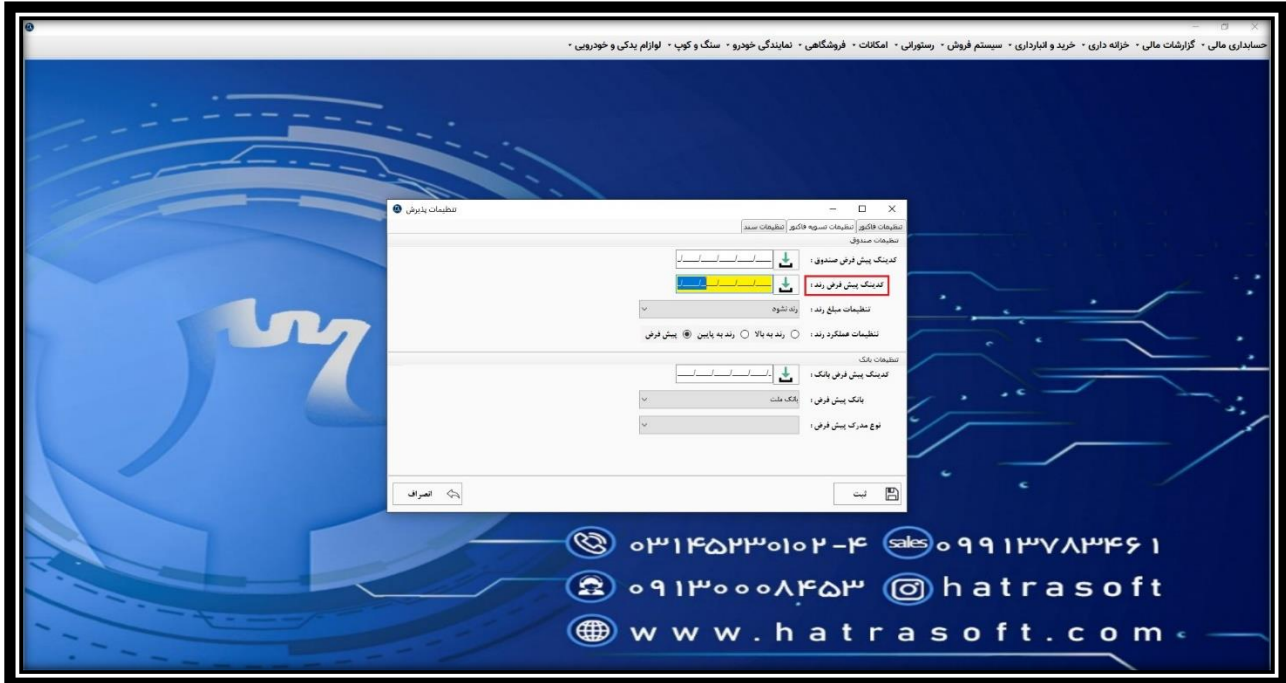 حسابداری مالی - گزارشات مالی - خزانه داری - خرید و انبارداری - سیستم فروش - رستورانی - امکانات - فروشگاهی - نمایندگی خودرو - سنگ و کوپ - لوازم یدکی و خودرویی -
تنظیمات پذیرش
تنظیمات فاکتور تنظیمات تسویه فاکتور تنظیمات سند
تنظیمات صندوق
کدینگ پیش فرض صندوق :
کدینگ پیش فرض رند :
تنظیمات مبلغ رند : رند نشود
تنظیمات عملکرد رند : رند به بالا رند به پایین پیش فرض
تنظیمات بانک
کدینگ پیش فرض بانک :
بانک پیش فرض : بانک ملت
نوع مدرک پیش فرض :
ثبت انصراف
۰۳۱۴۵۲۳۰۱۰۲-۴ sales ۰۹۹۱۳۷۸۳۴۶۱
۰۹۱۳۰۰۰۸۴۵۳ hatrasoft
www.hatrasoft.com